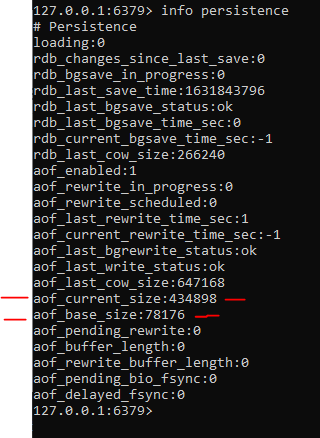 127.0.0.1:6379> info persistence
# Persistence
loading:0
rdb_changes_since_last_save:0
rdb_bgsave_in_progress:0
rdb_last_save_time:1631843796
rdb_last_bgsave_status:ok
rdb_last_bgsave_time_sec:0
rdb_current_bgsave_time_sec:-1
rdb_last_cow_size:266240
aof_enabled:1
aof_rewrite_in_progress:0
aof_rewrite_scheduled:0
aof_last_rewrite_time_sec:1
aof_current_rewrite_time_sec:-1
aof_last_bgrewrite_status:ok
aof_last_write_status:ok
aof_last_cow_size:647168
aof_current_size:434898
aof_base_size:78176
aof_pending_rewrite:0
aof_buffer_length:0
aof_rewrite_buffer_length:0
aof_pending_bio_fsync:0
aof_delayed_fsync:0
127.0.0.1:6379>